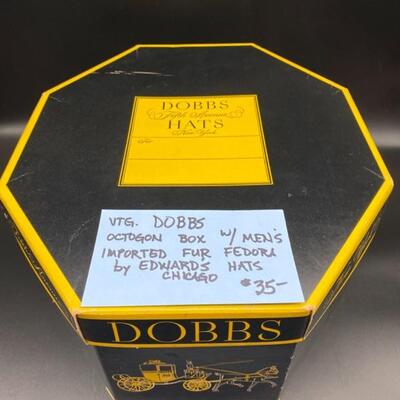 DOBBS
Fifth Avenue
HATS
New York
VTG. DOBBS
OCTOGON BOX W/ MEN'S
IMPORTED FUR FEDORA
by EDWARDS HATS
CHICAGO
$35-
DOBBS